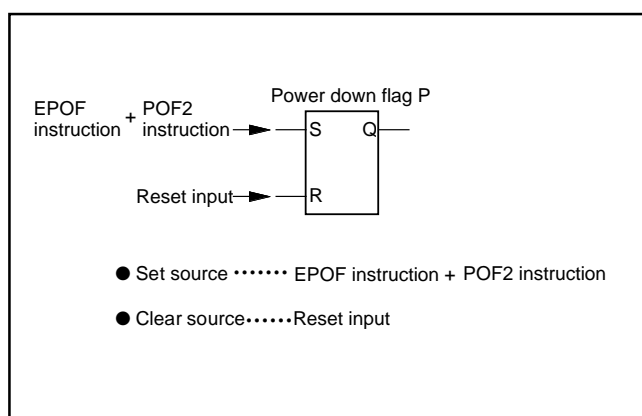 Power down flag P
EPOF instruction + POF2 instruction
S Q
Reset input R
● Set source ······· EPOF instruction + POF2 instruction
● Clear source ······ Reset input